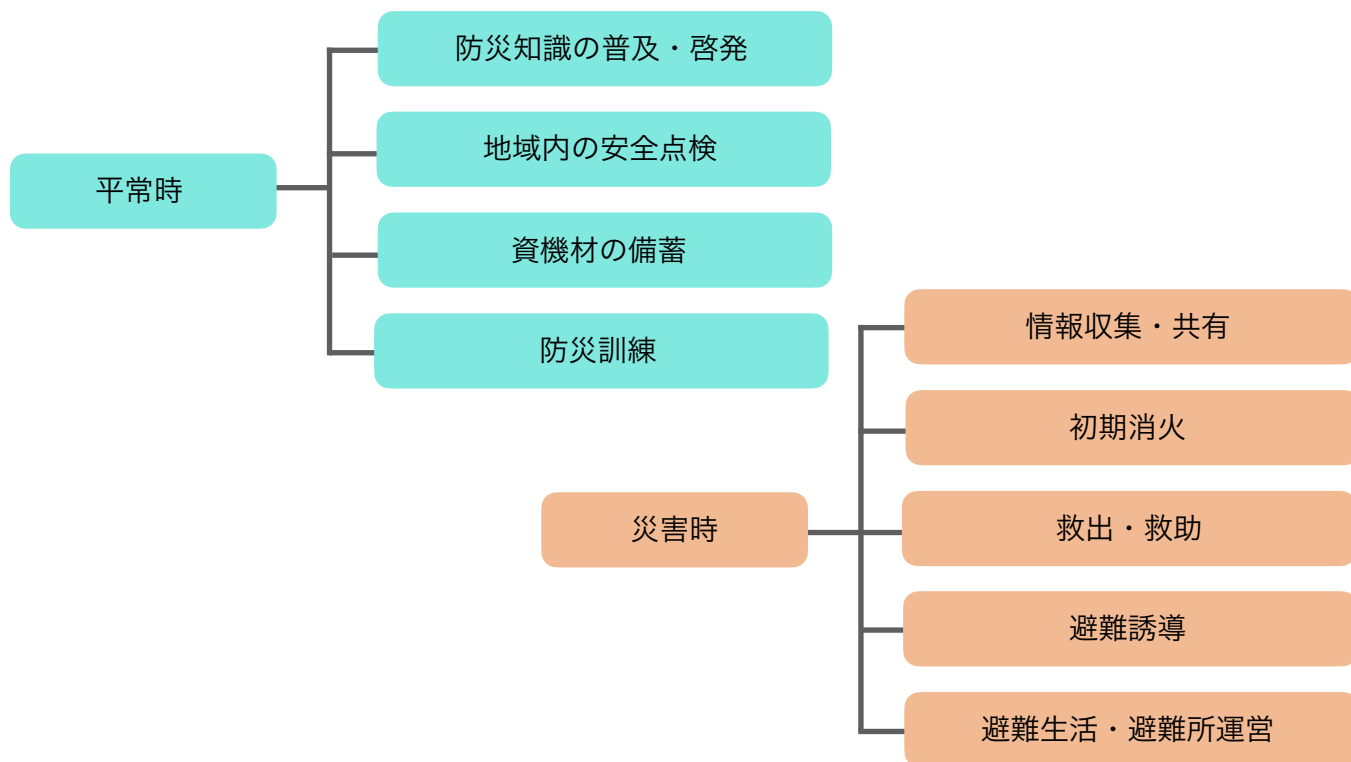 平常時
防災知識の普及・啓発
地域内の安全点検
資機材の備蓄
防災訓練
災害時
情報収集・共有
初期消火
救出・救助
避難誘導
避難生活・避難所運営